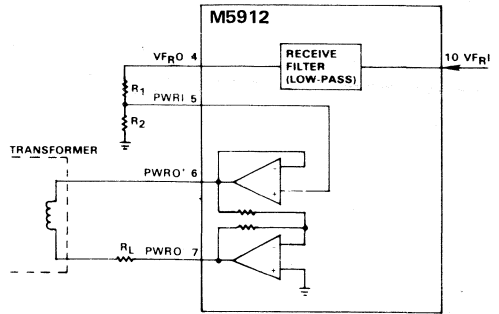 M5912
VFRO 4
RECEIVE
FILTER
(LOW-PASS)
10 VFRI
R1
PWRI 5
R2
TRANSFORMER
PWRO' 6
-
+
RL PWRO 7
-
+